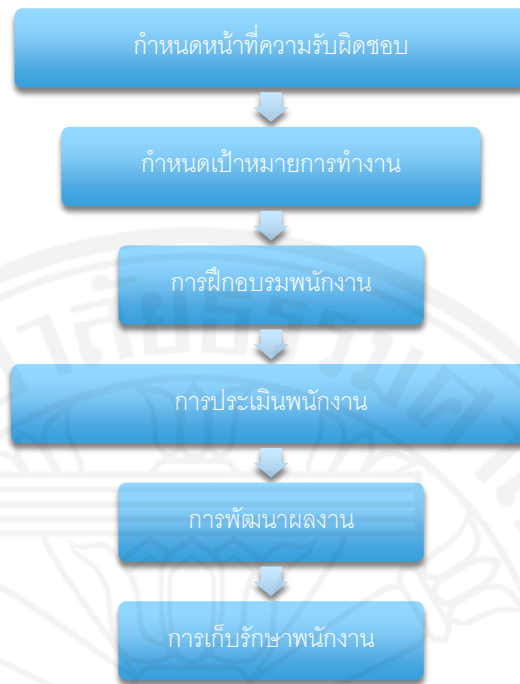 กำหนดหน้าที่ความรับผิดชอบ
กำหนดเป้าหมายการทำงาน
การฝึกอบรมพนักงาน
การประเมินพนักงาน
การพัฒนาผลงาน
การเก็บรักษาพนักงาน